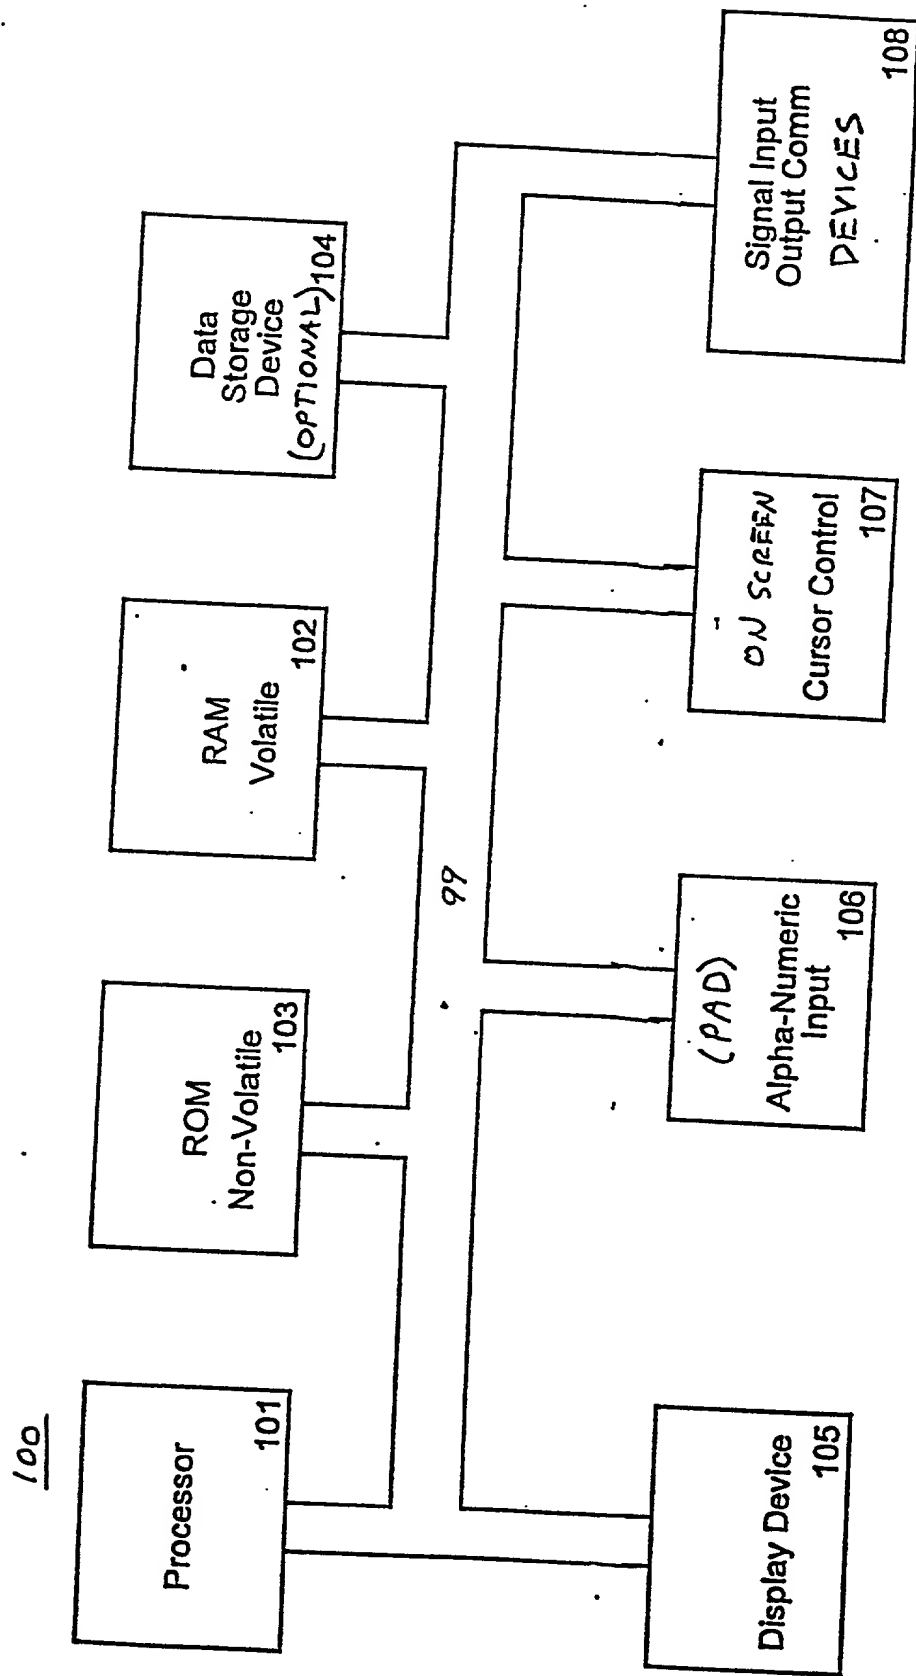 100
Processor
101
ROM
Non-Volatile
103
RAM
Volatile
102
Data
Storage
Device
(OPTIONAL)
104
99
Display Device
105
(PAD)
Alpha-Numeric
Input
106
ON SCREEN
Cursor Control
107
Signal Input
Output Comm
DEVICES
108